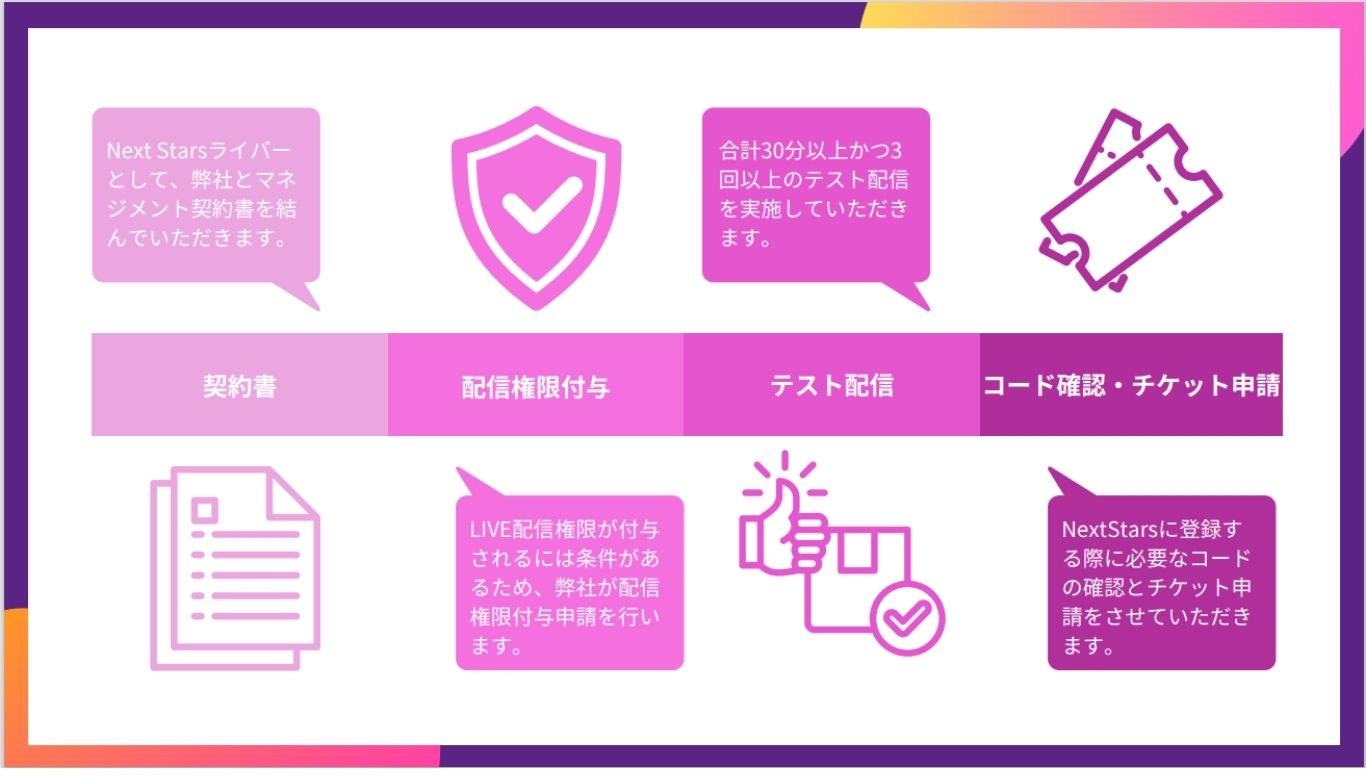 Next Starsライバー
として、弊社とマネ
ジメント契約書を結
んでいただきます。
合計30分以上かつ3
回以上のテスト配信
を実施していただき
ます。
契約書
配信権限付与
テスト配信
コード確認・チケット申請
LIVE配信権限が付与
されるには条件があ
るため、弊社が配信
権限付与申請を行い
ます。
NextStarsに登録す
る際に必要なコード
の確認とチケット申
請をさせていただき
ます。